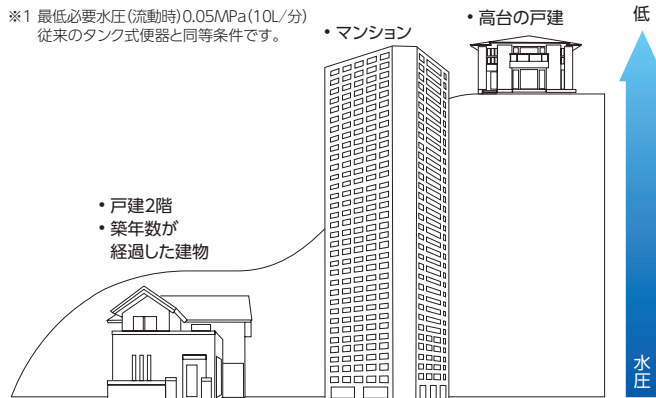 ※1 最低必要水圧(流動時)0.05MPa(10L/分)
従来のタンク式便器と同等条件です。
・マンション
・高台の戸建
低
・戸建2階
・築年数が
経過した建物
水圧